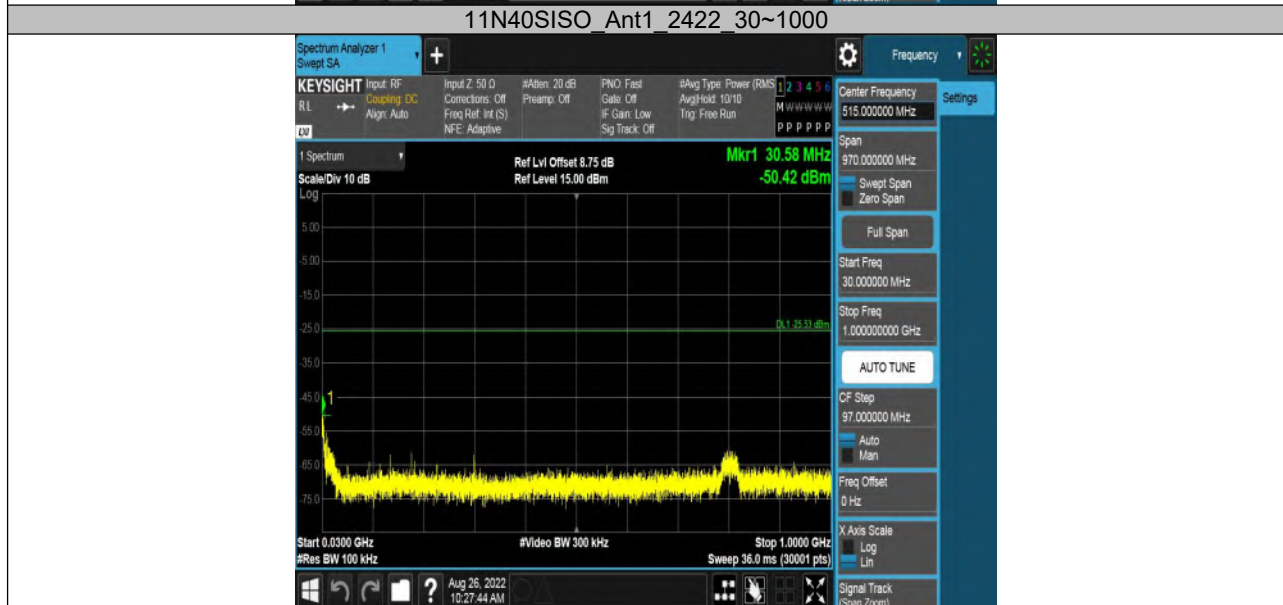 11N40SISO_Ant1_2422_30~1000
Spectrum Analyzer 1
Swept SA
+
Frequency
KEYSIGHT
RL
LXI
Input: RF
Coupling: DC
Align: Auto
Input Z: 50 Ω
Corrections: Off
Freq Ref: Int (S)
NFE: Adaptive
#Atten: 20 dB
Preamp: Off
PNO: Fast
Gate: Off
IF Gain: Low
Sig Track: Off
#Avg Type: Power (RMS
Avg|Hold: 10/10
Trig: Free Run
1 2 3 4 5 6
M W W W W W
P P P P P P
Center Frequency
515.000000 MHz
Settings
1 Spectrum
Scale/Div 10 dB
Log
Ref Lvl Offset 8.75 dB
Ref Level 15.00 dBm
Mkr1 30.58 MHz
-50.42 dBm
Span
970.000000 MHz
Swept Span
Zero Span
Full Span
Start Freq
30.000000 MHz
Stop Freq
1.000000000 GHz
AUTO TUNE
CF Step
97.000000 MHz
Auto
Man
Freq Offset
0 Hz
X Axis Scale
Log
Lin
Signal Track
(Span Zoom)
5.00
-5.00
-15.0
-25.0
DL1 -25.53 dBm
-35.0
-45.0
1
-55.0
-65.0
-75.0
Start 0.0300 GHz
#Video BW 300 kHz
Stop 1.0000 GHz
#Res BW 100 kHz
Sweep 36.0 ms (30001 pts)
?
Aug 26, 2022
10:27:44 AM